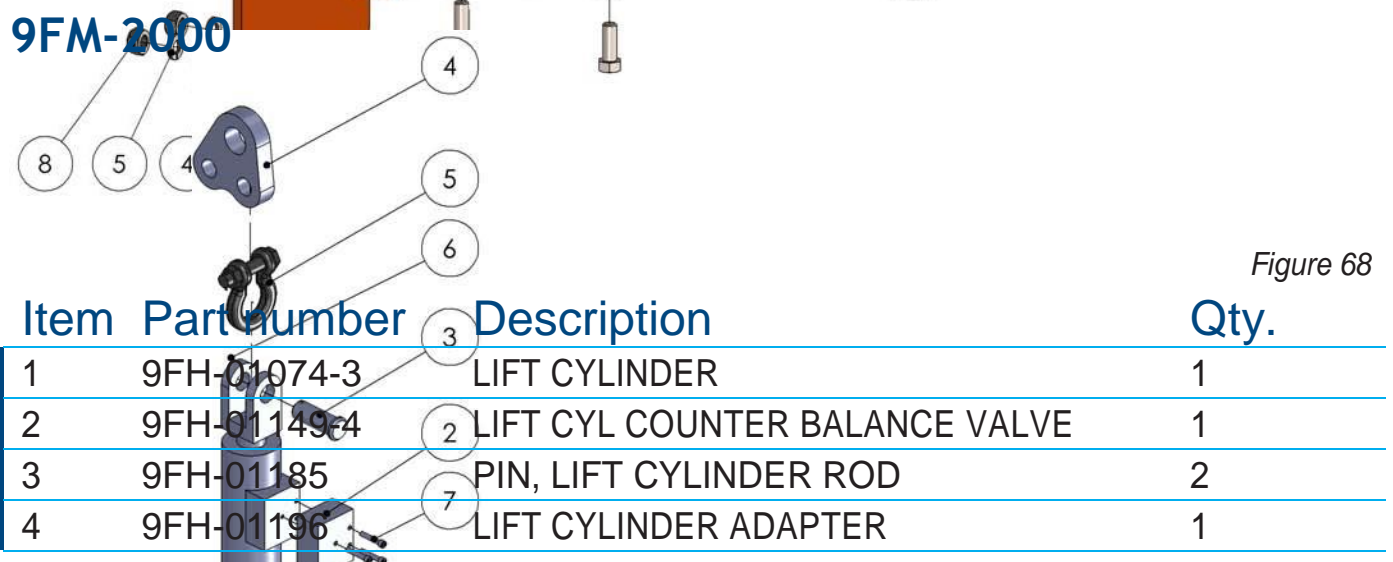 9FM-2000
4
8 5 4
5
6
Figure 68
Item Part number Description Qty.
3
1 9FH-01074-3 LIFT CYLINDER 1
2 9FH-01149-4 LIFT CYL COUNTER BALANCE VALVE 1
2
3 9FH-01185 PIN, LIFT CYLINDER ROD 2
7
4 9FH-01196 LIFT CYLINDER ADAPTER 1